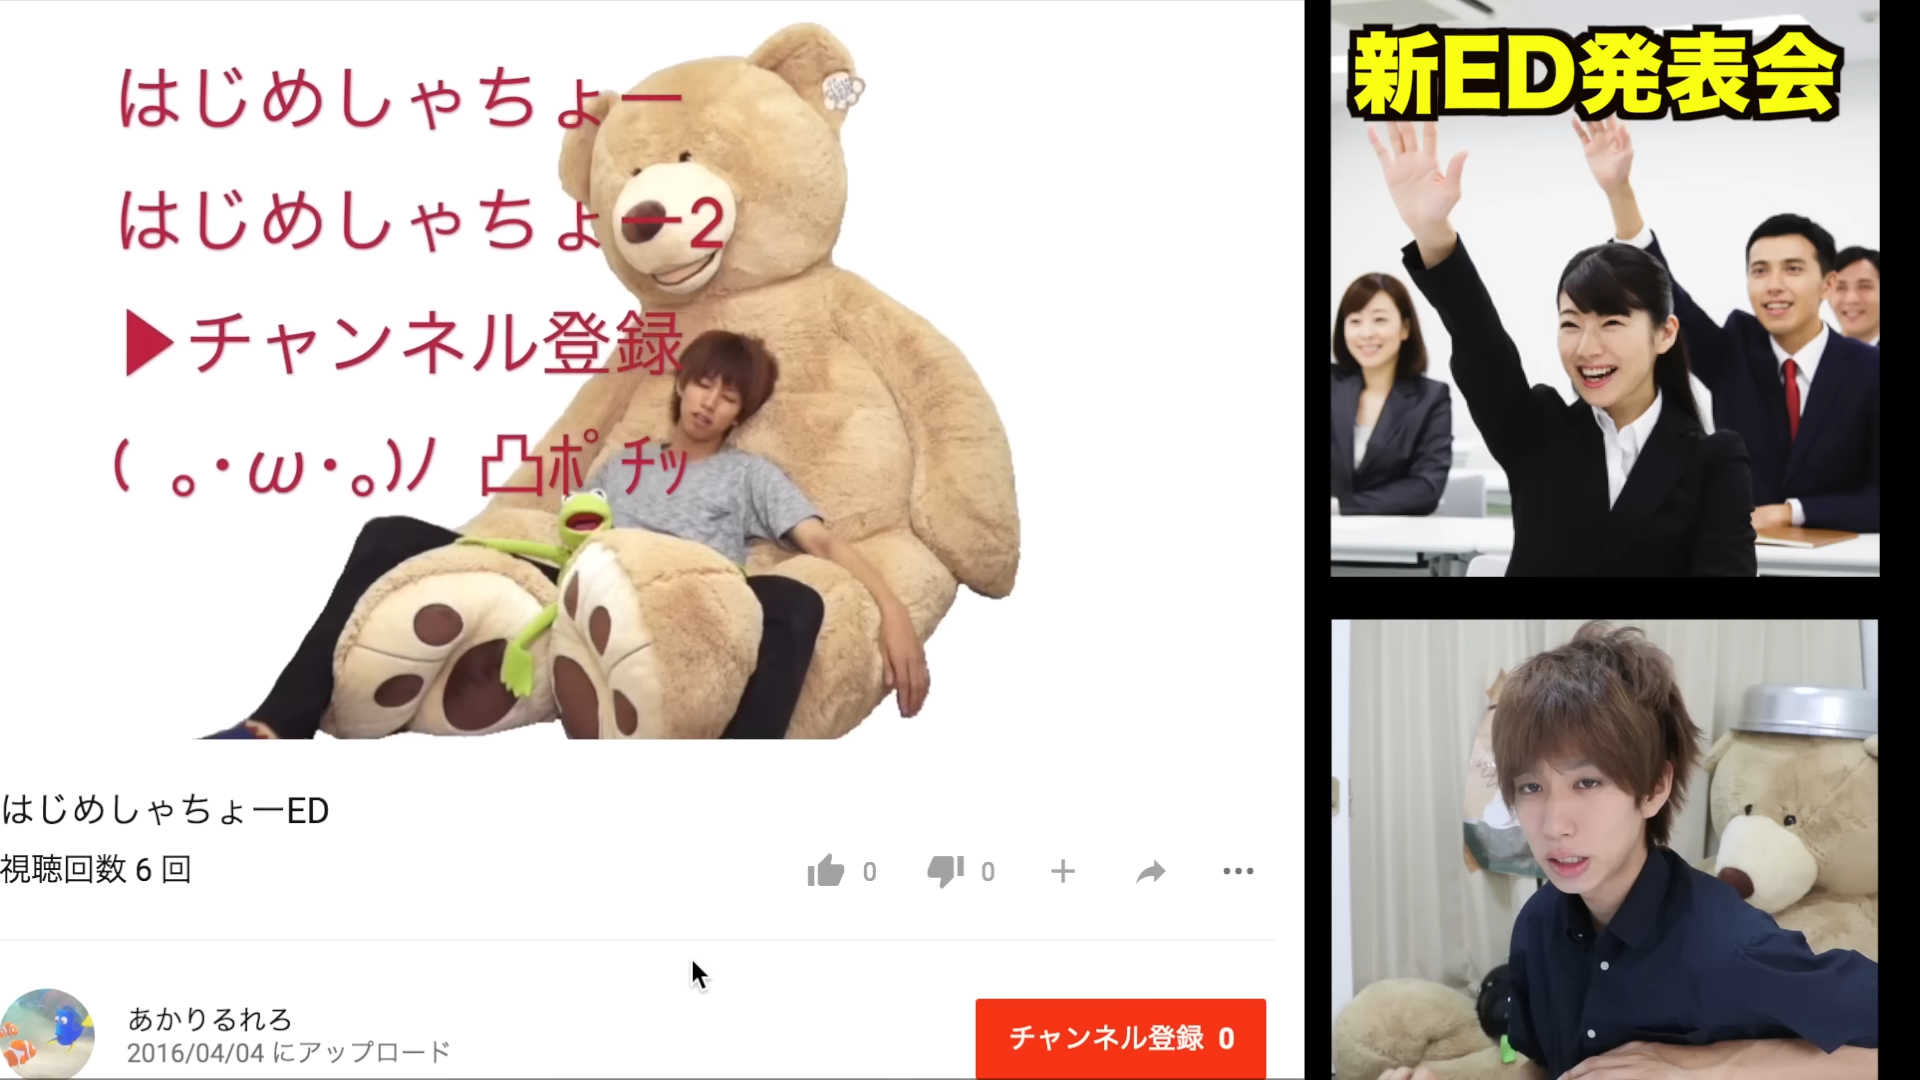 はじめしゃちょー
はじめしゃちょー2
▶チャンネル登録
( ｡･ω･｡)ﾉ 凸ﾎﾟﾁｯ
はじめしゃちょーED
視聴回数 6 回
0
0
あかりるれろ
2016/04/04 にアップロード
チャンネル登録 0
新ED発表会